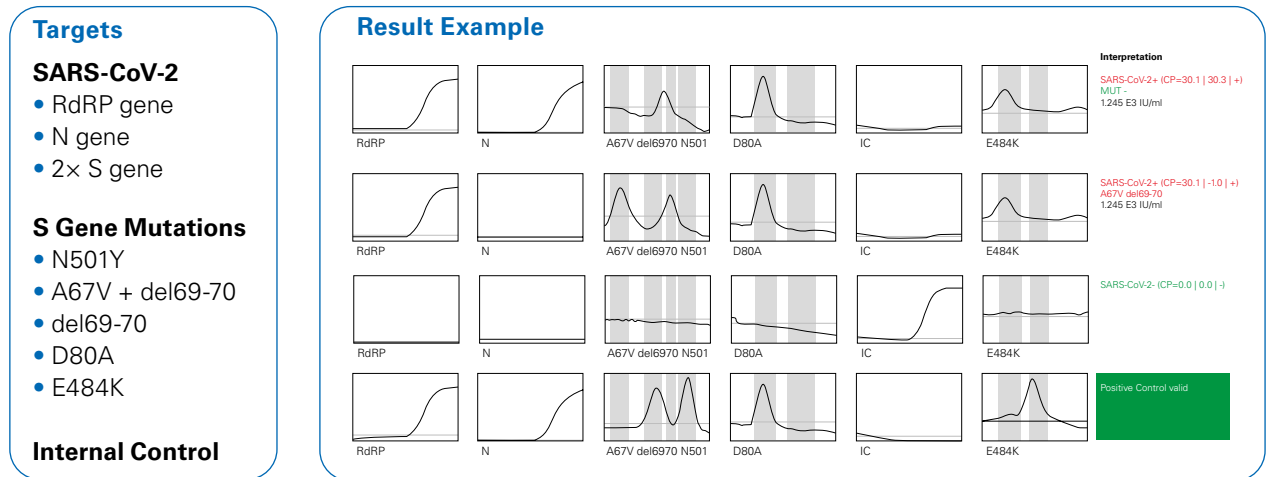 Targets
SARS-CoV-2
• RdRP gene
• N gene
• 2× S gene
S Gene Mutations
• N501Y
• A67V + del69-70
• del69-70
• D80A
• E484K
Internal Control
Result Example
Interpretation
SARS-CoV-2+ (CP=30.1 | 30.3 | +)
MUT -
1.245 E3 IU/ml
RdRP N A67V del6970 N501 D80A IC E484K
SARS-CoV-2+ (CP=30.1 | -1.0 | +)
A67V del69-70
1.245 E3 IU/ml
RdRP N A67V del6970 N501 D80A IC E484K
SARS-CoV-2- (CP=0.0 | 0.0 | -)
RdRP N A67V del6970 N501 D80A IC E484K
Positive Control valid
RdRP N A67V del6970 N501 D80A IC E484K